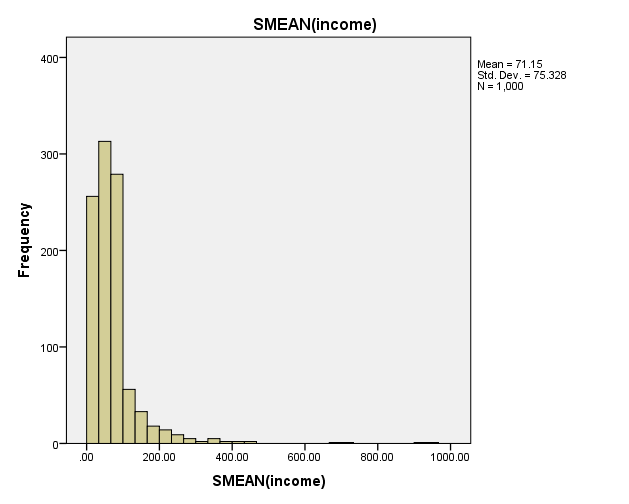 SMEAN(income)
Mean = 71.15
Std. Dev. = 75.328
N = 1,000
400
300
200
100
0
Frequency
.00 200.00 400.00 600.00 800.00 1000.00
SMEAN(income)